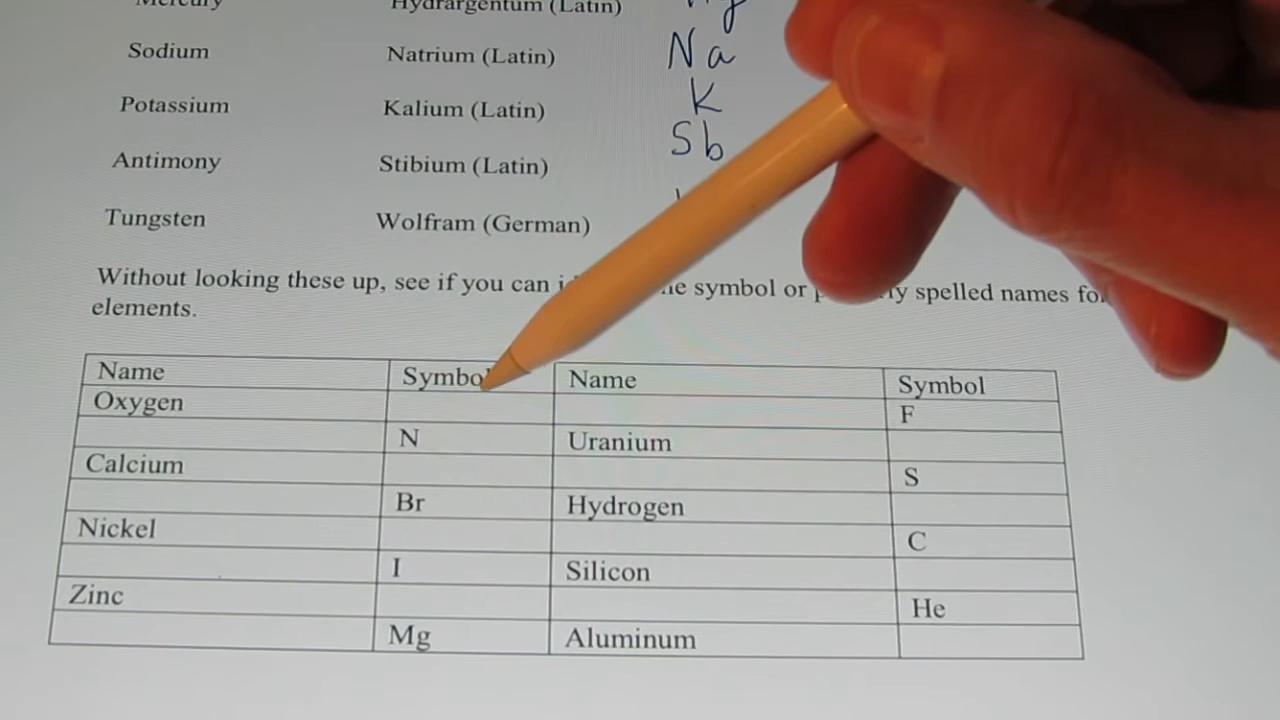 Hydrargentum (Latin)
Sodium Natrium (Latin) Na
Potassium Kalium (Latin) K
Antimony Stibium (Latin) Sb
Tungsten Wolfram (German)
Without looking these up, see if you can symbol or spelled names
elements.
Name Symbol Name Symbol
Oxygen F
N Uranium
Calcium S
Br Hydrogen
Nickel C
I Silicon
Zinc He
Mg Aluminum